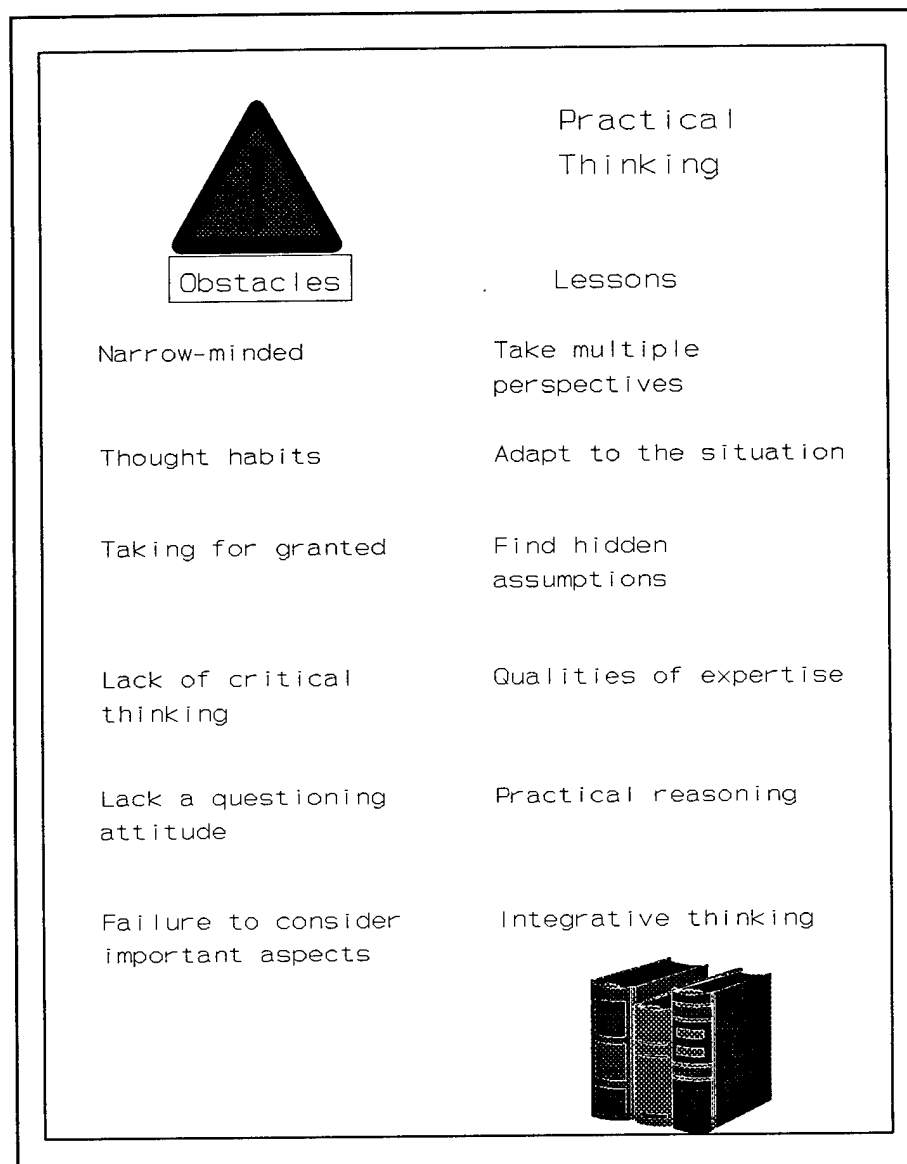 Practical
Thinking
Obstacles
Lessons
Narrow-minded
Take multiple
perspectives
Thought habits
Adapt to the situation
Taking for granted
Find hidden
assumptions
Lack of critical
thinking
Qualities of expertise
Lack a questioning
attitude
Practical reasoning
Failure to consider
important aspects
Integrative thinking